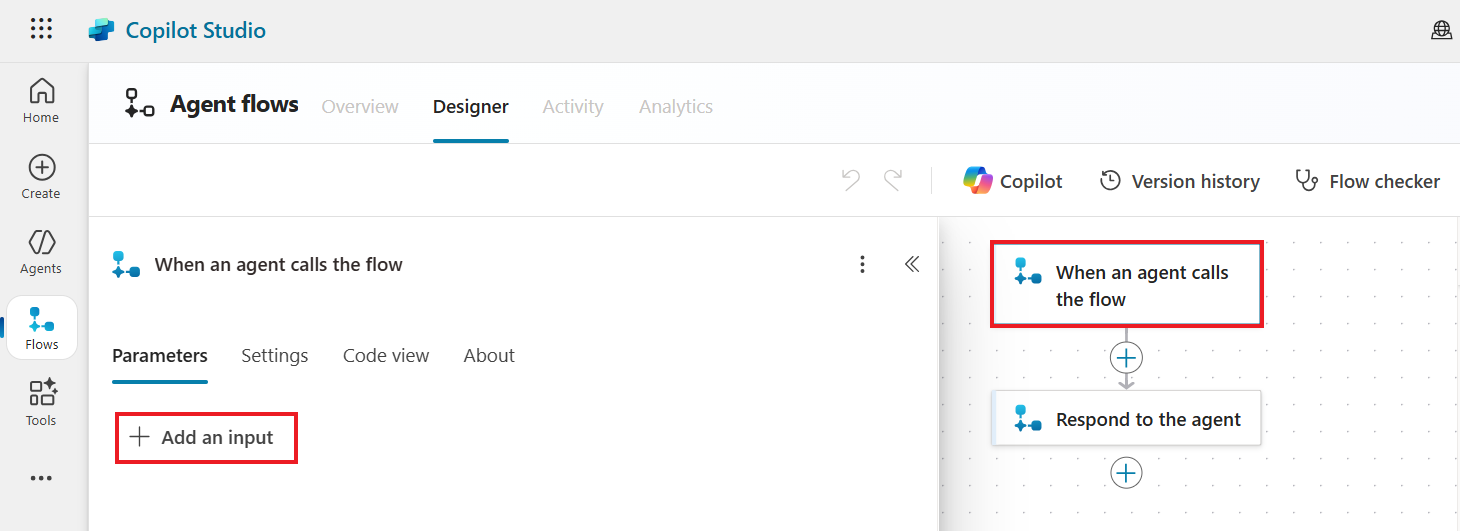 Copilot Studio
Home
Create
Agents
Flows
Tools
Agent flows
Overview
Designer
Activity
Analytics
Copilot
Version history
Flow checker
When an agent calls the flow
Parameters
Settings
Code view
About
Add an input
When an agent calls
the flow
Respond to the agent